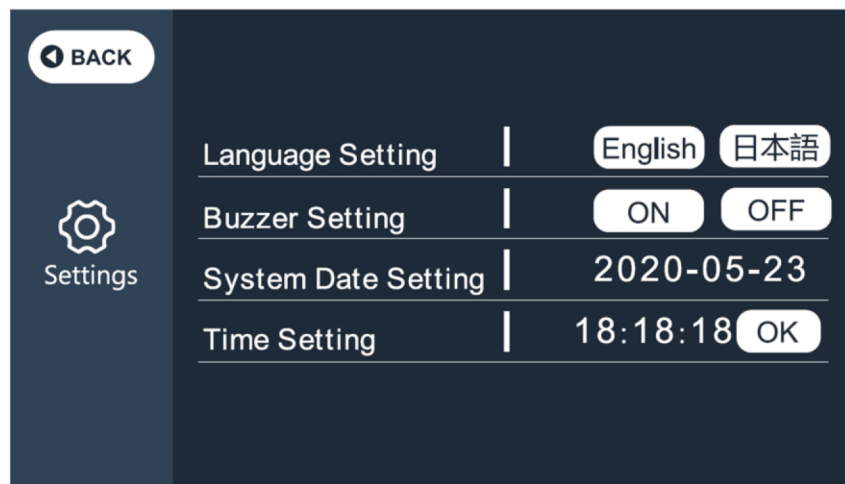 BACK
Language Setting English 日本語
Buzzer Setting ON OFF
Settings
System Date Setting 2020-05-23
Time Setting 18:18:18 OK